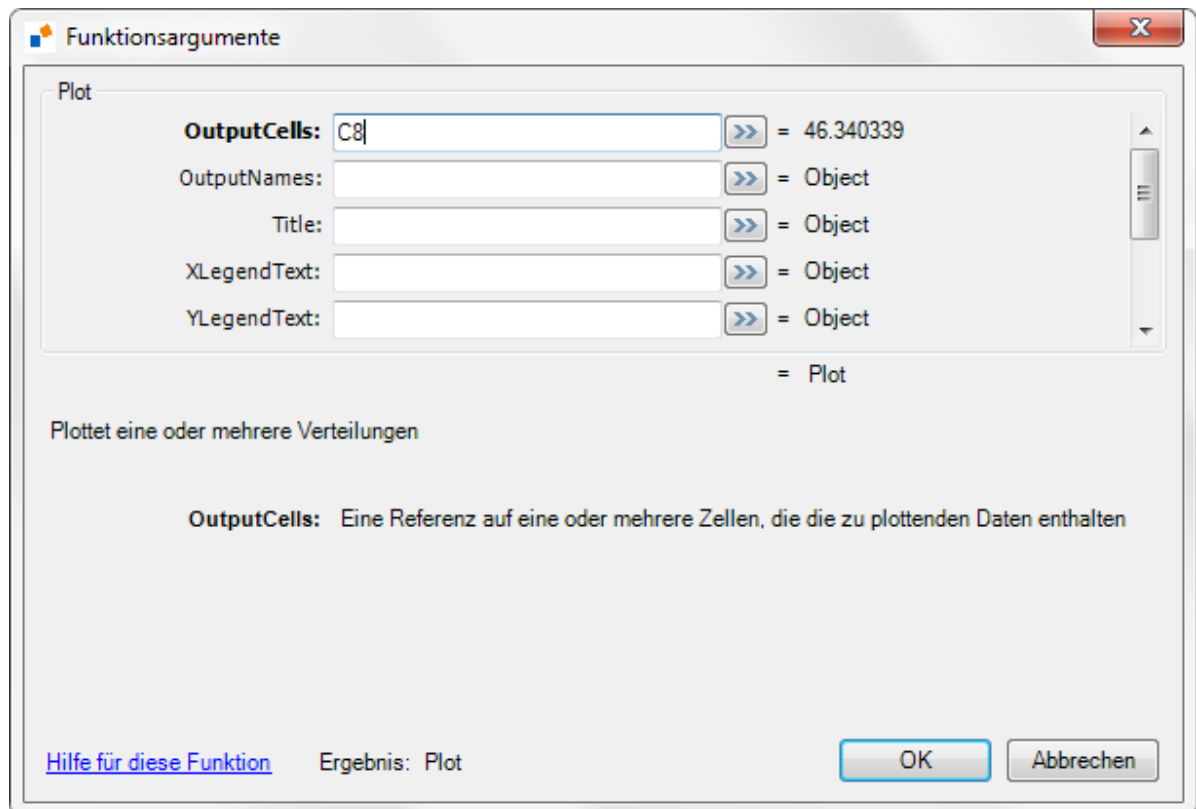 Funktionsargumente
Plot
OutputCells: C8 >> = 46.340339
OutputNames: >> = Object
Title: >> = Object
XLegendText: >> = Object
YLegendText: >> = Object
= Plot
Plottet eine oder mehrere Verteilungen
OutputCells: Eine Referenz auf eine oder mehrere Zellen, die die zu plottenden Daten enthalten
Hilfe für diese Funktion Ergebnis: Plot OK Abbrechen